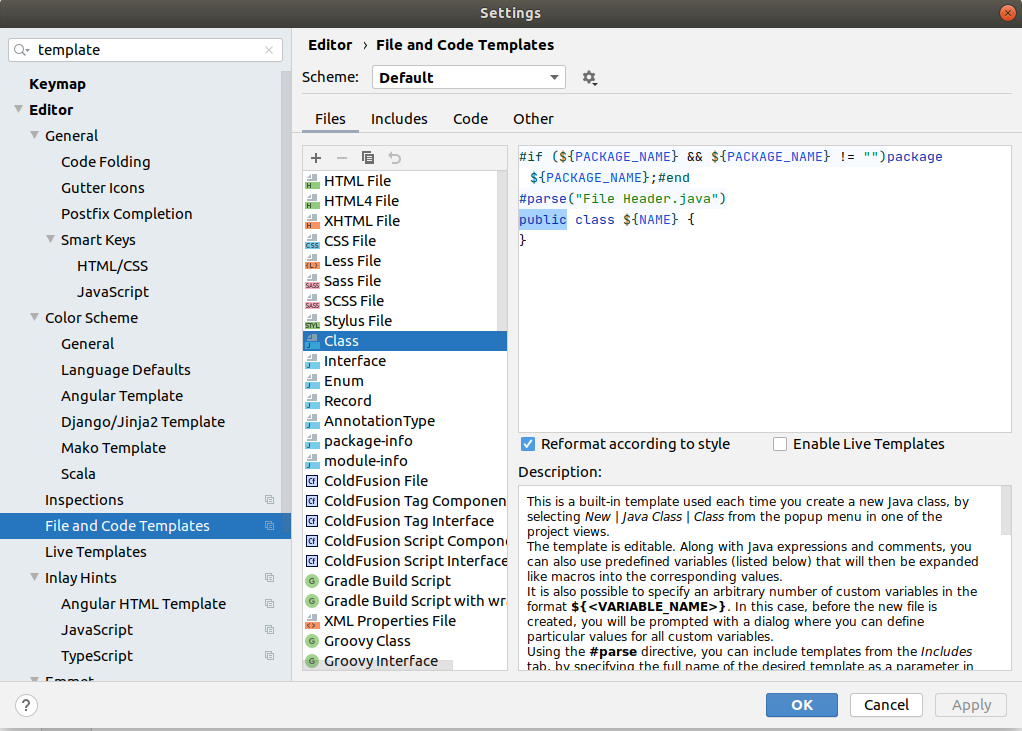 Settings
template
Keymap
Editor
General
Code Folding
Gutter Icons
Postfix Completion
Smart Keys
HTML/CSS
JavaScript
Color Scheme
General
Language Defaults
Angular Template
Django/Jinja2 Template
Mako Template
Scala
Inspections
File and Code Templates
Live Templates
Inlay Hints
Angular HTML Template
JavaScript
TypeScript
Emmet
Editor › File and Code Templates
Scheme: Default
Files Includes Code Other
HTML File
HTML4 File
XHTML File
CSS File
Less File
Sass File
SCSS File
Stylus File
Class
Interface
Enum
Record
AnnotationType
package-info
module-info
ColdFusion File
ColdFusion Tag Componen
ColdFusion Tag Interface
ColdFusion Script Compon
ColdFusion Script Interface
Gradle Build Script
Gradle Build Script with wr
XML Properties File
Groovy Class
Groovy Interface
#if (${PACKAGE_NAME} && ${PACKAGE_NAME} != "")package
${PACKAGE_NAME};#end
#parse("File Header.java")
public class ${NAME} {
}
Reformat according to style Enable Live Templates
Description:
This is a built-in template used each time you create a new Java class, by
selecting New | Java Class | Class from the popup menu in one of the
project views.
The template is editable. Along with Java expressions and comments, you
can also use predefined variables (listed below) that will then be expanded
like macros into the corresponding values.
It is also possible to specify an arbitrary number of custom variables in the
format ${<VARIABLE_NAME>}. In this case, before the new file is
created, you will be prompted with a dialog where you can define
particular values for all custom variables.
Using the #parse directive, you can include templates from the Includes
tab, by specifying the full name of the desired template as a parameter in
? OK Cancel Apply